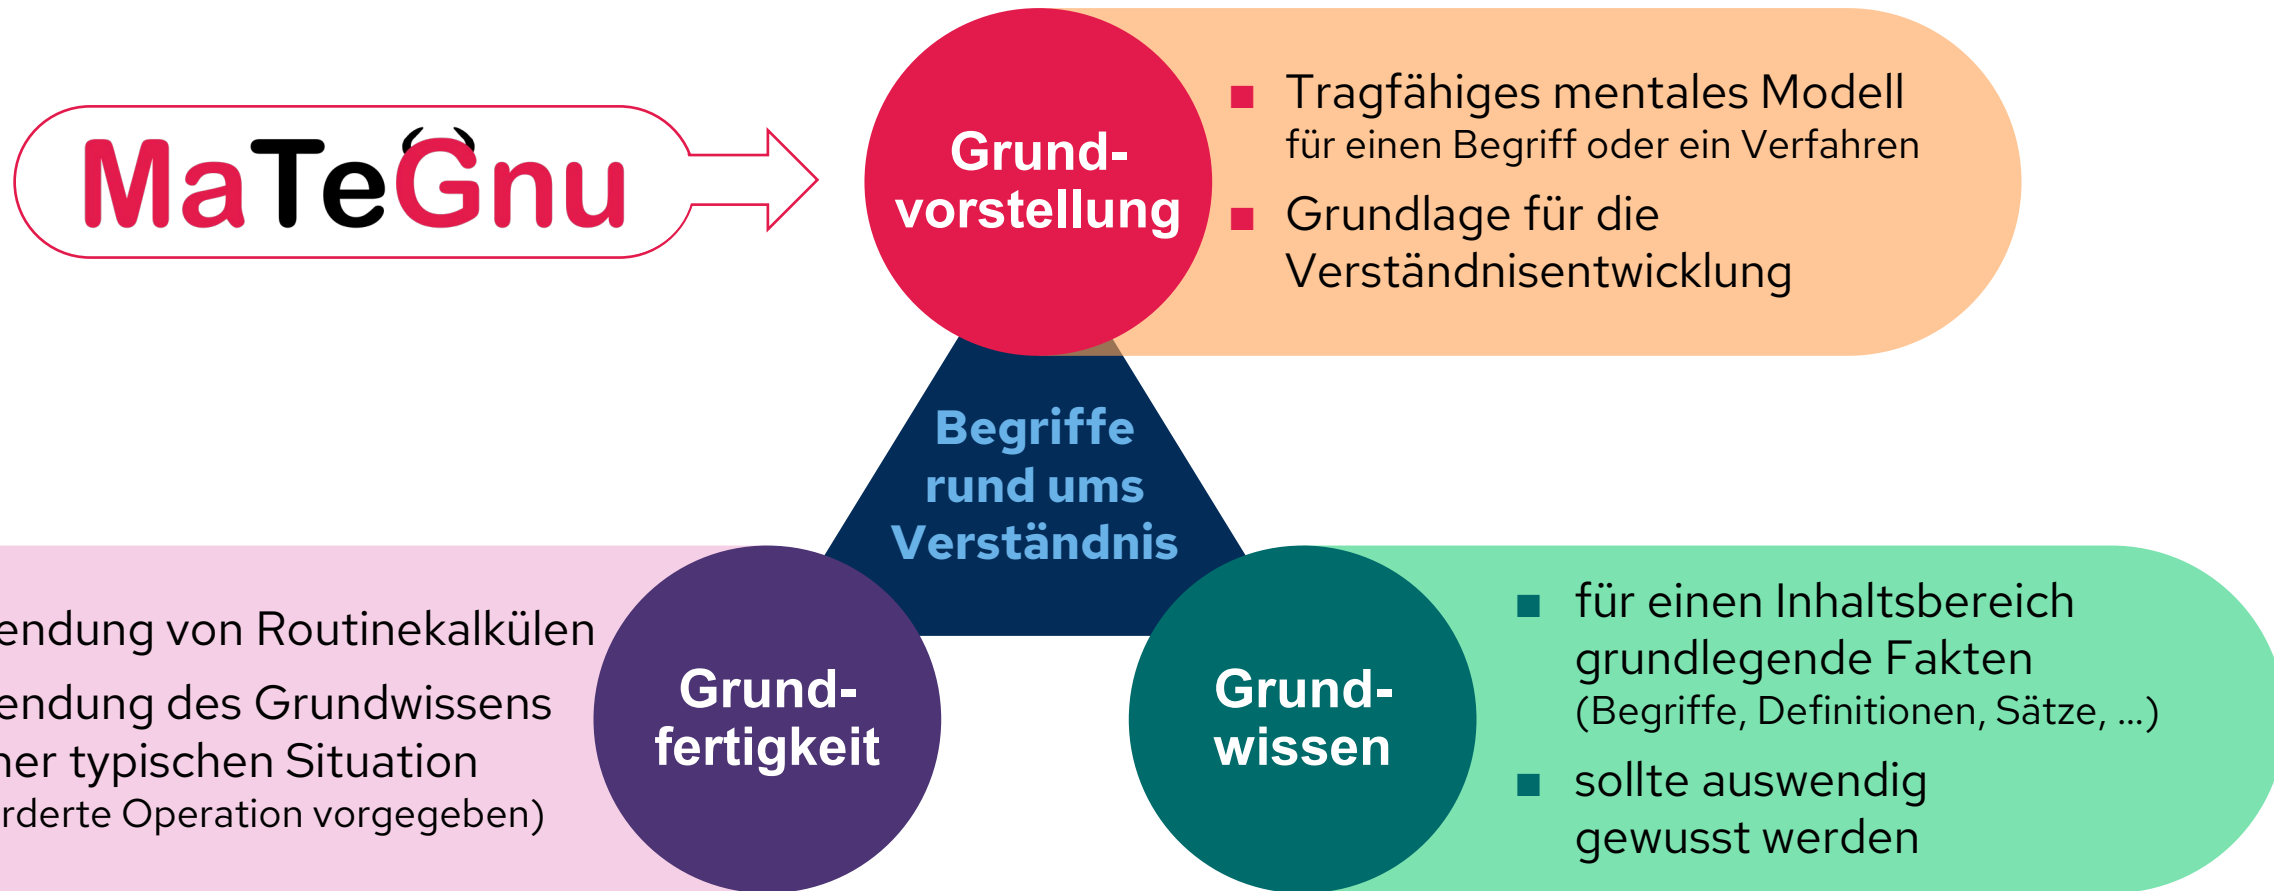 MaTeGnu
Grund-
vorstellung
Tragfähiges mentales Modell
für einen Begriff oder ein Verfahren
Grundlage für die
Verständnisentwicklung
Begriffe
rund ums
Verständnis
endung von Routinekalkülen
endung des Grundwissens
ner typischen Situation
rderte Operation vorgegeben)
Grund-
fertigkeit
Grund-
wissen
für einen Inhaltsbereich
grundlegende Fakten
(Begriffe, Definitionen, Sätze, ...)
sollte auswendig
gewusst werden